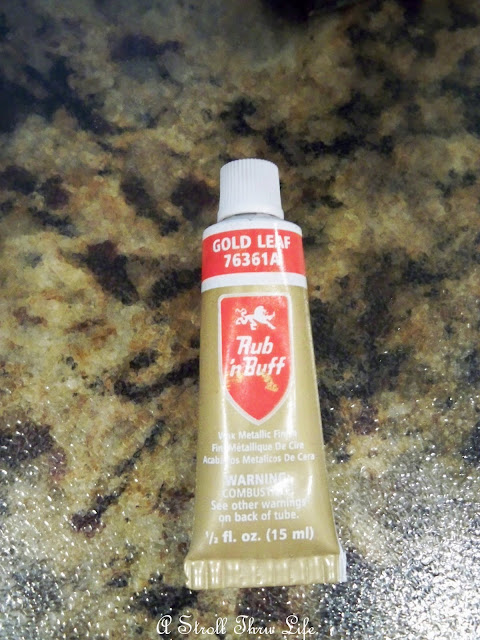 GOLD LEAF
76361A
Rub
'n Buff
Wax Metallic Finish
Fini Métallique De Cire
Acabados Metalicos De Cera
WARNING:
COMBUSTIBLE
See other warnings
on back of tube.
1/2 fl. oz. (15 ml)
A Stroll Thru Life